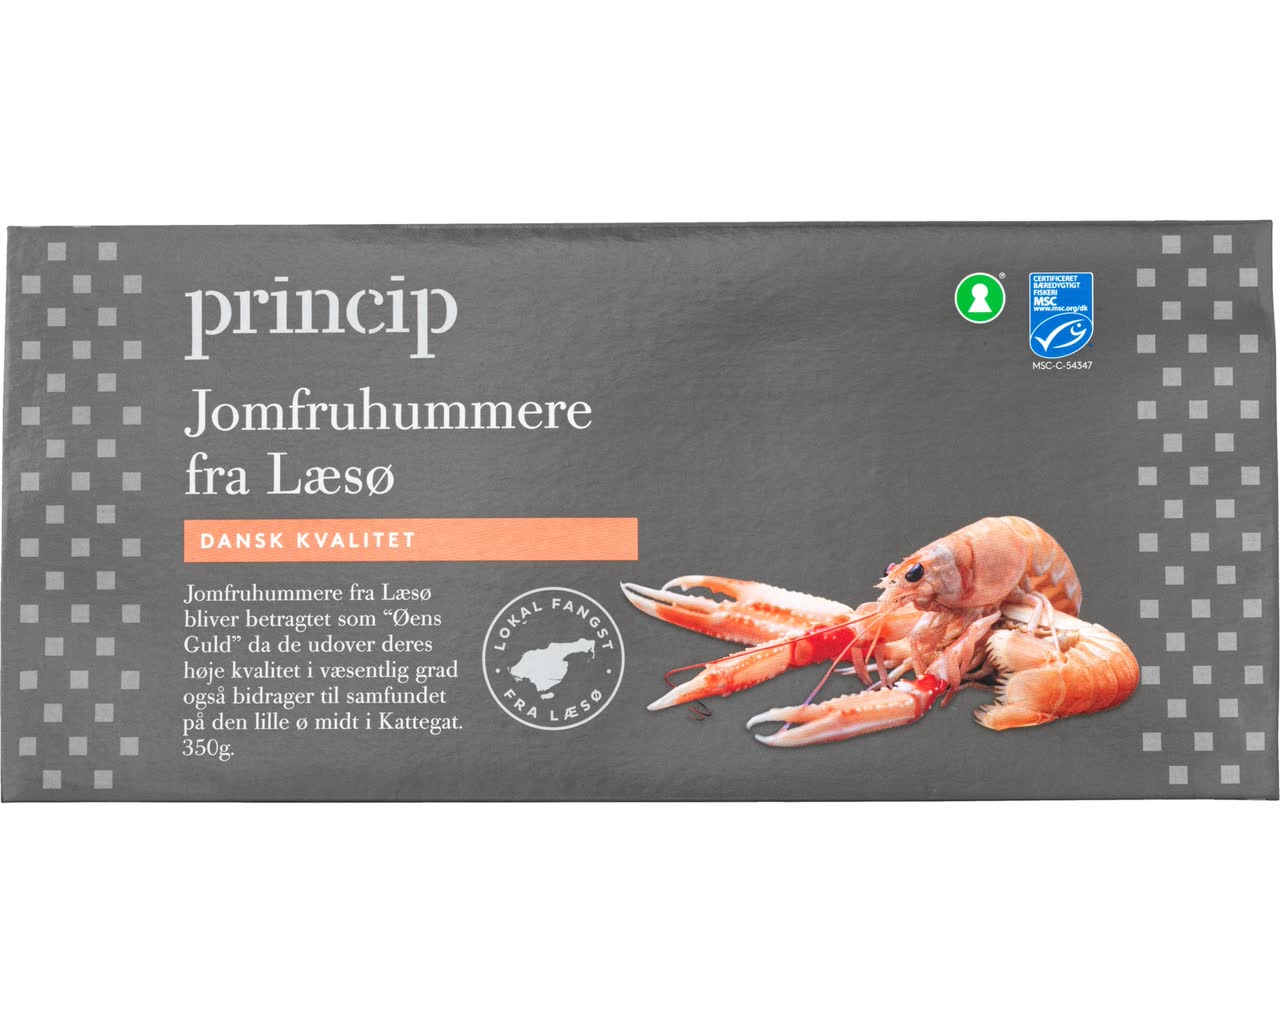 princip
Jomfruhummere
fra Læsø
DANSK KVALITET
Jomfruhummere fra Læsø
bliver betragtet som “Øens
Guld” da de udover deres
høje kvalitet i væsentlig grad
også bidrager til samfundet
på den lille ø midt i Kattegat.
350g.
LOKAL FANGST
FRA LÆSØ
®
CERTIFICERET
BÆREDYGTIGT
FISKERI
MSC
www.msc.org/dk
MSC-C-54347